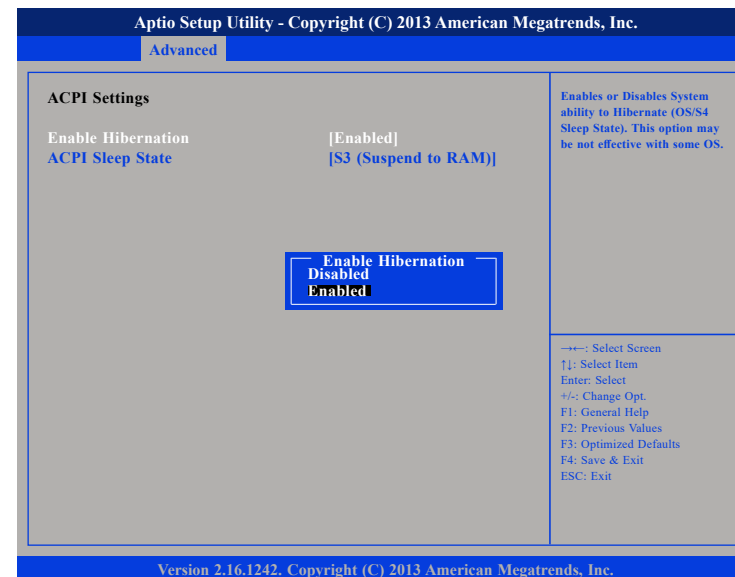 Aptio Setup Utility - Copyright (C) 2013 American Megatrends, Inc.
Advanced
ACPI Settings
Enable Hibernation [Enabled]
ACPI Sleep State [S3 (Suspend to RAM)]
Enable Hibernation
Disabled
Enabled
Enables or Disables System
ability to Hibernate (OS/S4
Sleep State). This option may
be not effective with some OS.
→←: Select Screen
↑↓: Select Item
Enter: Select
+/-: Change Opt.
F1: General Help
F2: Previous Values
F3: Optimized Defaults
F4: Save & Exit
ESC: Exit
Version 2.16.1242. Copyright (C) 2013 American Megatrends, Inc.